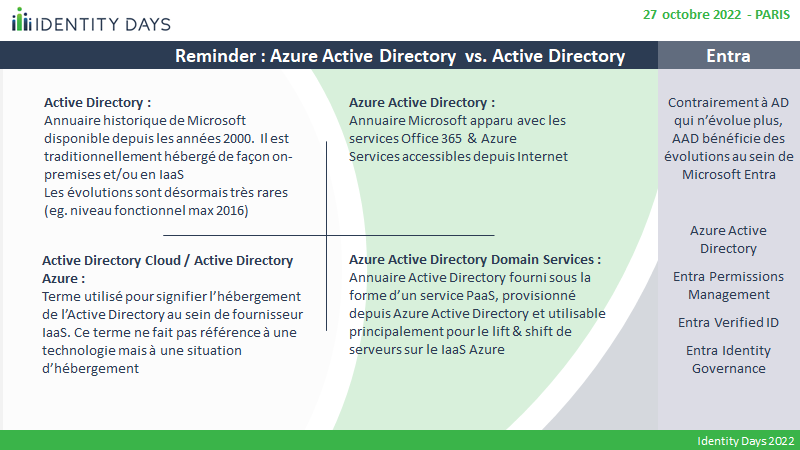 IDENTITY DAYS
27 octobre 2022 - PARIS
Reminder : Azure Active Directory vs. Active Directory
Entra
Active Directory :
Annuaire historique de Microsoft
disponible depuis les années 2000. Il est
traditionnellement hébergé de façon on-
premises et/ou en IaaS
Les évolutions sont désormais très rares
(eg. niveau fonctionnel max 2016)
Azure Active Directory :
Annuaire Microsoft apparu avec les
services Office 365 & Azure
Services accessibles depuis Internet
Active Directory Cloud / Active Directory
Azure :
Terme utilisé pour signifier l'hébergement
de l'Active Directory au sein de fournisseur
IaaS. Ce terme ne fait pas référence à une
technologie mais à une situation
d'hébergement
Azure Active Directory Domain Services :
Annuaire Active Directory fourni sous la
forme d'un service PaaS, provisionné
depuis Azure Active Directory et utilisable
principalement pour le lift & shift de
serveurs sur le IaaS Azure
Contrairement à AD
qui n'évolue plus,
AAD bénéficie des
évolutions au sein de
Microsoft Entra
Azure Active
Directory
Entra Permissions
Management
Entra Verified ID
Entra Identity
Governance
Identity Days 2022